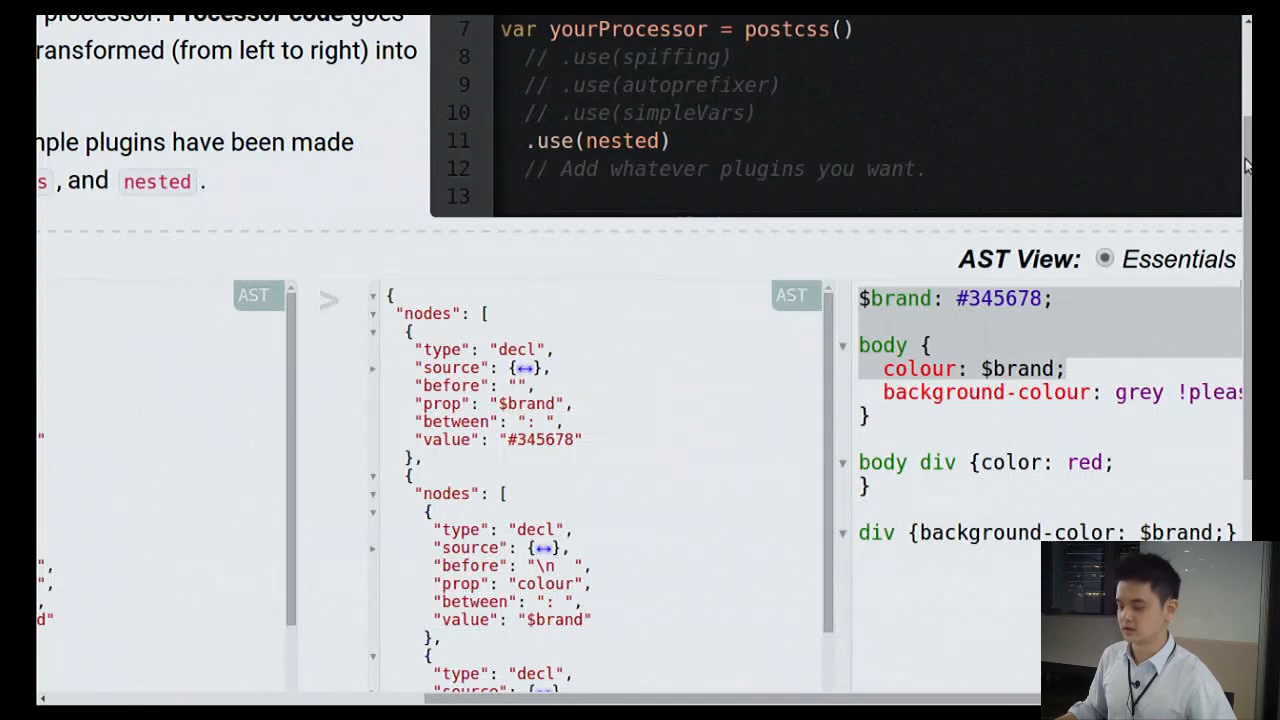 processor. Processor code goes
ransformed (from left to right) into
mple plugins have been made
s , and nested .
7 var yourProcessor = postcss()
8 // .use(spiffing)
9 // .use(autoprefixer)
10 // .use(simpleVars)
11 .use(nested)
12 // Add whatever plugins you want.
13
AST View: Essentials
AST
"
",
",
,
d"
>
{
"nodes": [
{
"type": "decl",
"source": {↔},
"before": "",
"prop": "$brand",
"between": ": ",
"value": "#345678"
},
{
"nodes": [
{
"type": "decl",
"source": {↔},
"before": "\n  ",
"prop": "colour",
"between": ": ",
"value": "$brand"
},
{
"type": "decl",
"source": {↔}
AST
$brand: #345678;
body {
colour: $brand;
background-colour: grey !pleas
}
body div {color: red;
}
div {background-color: $brand;}